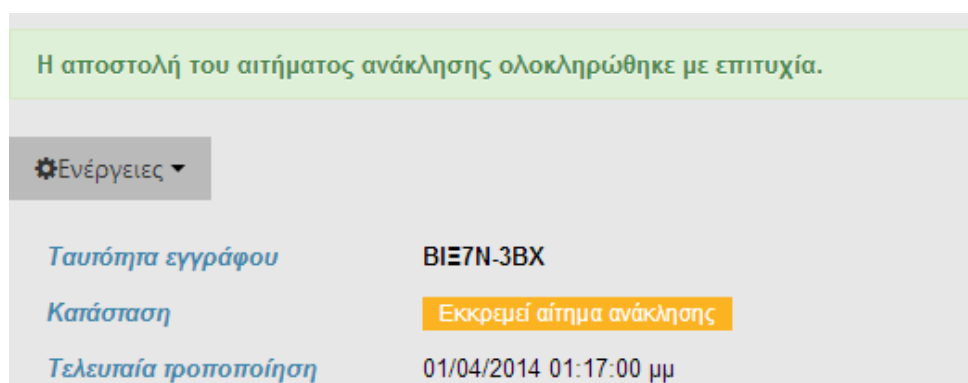 Η αποστολή του αιτήματος ανάκλησης ολοκληρώθηκε με επιτυχία.
Ενέργειες
Ταυτότητα εγγράφου ΒΙΞ7Ν-3ΒΧ
Κατάσταση Εκκρεμεί αίτημα ανάκλησης
Τελευταία τροποποίηση 01/04/2014 01:17:00 μμ